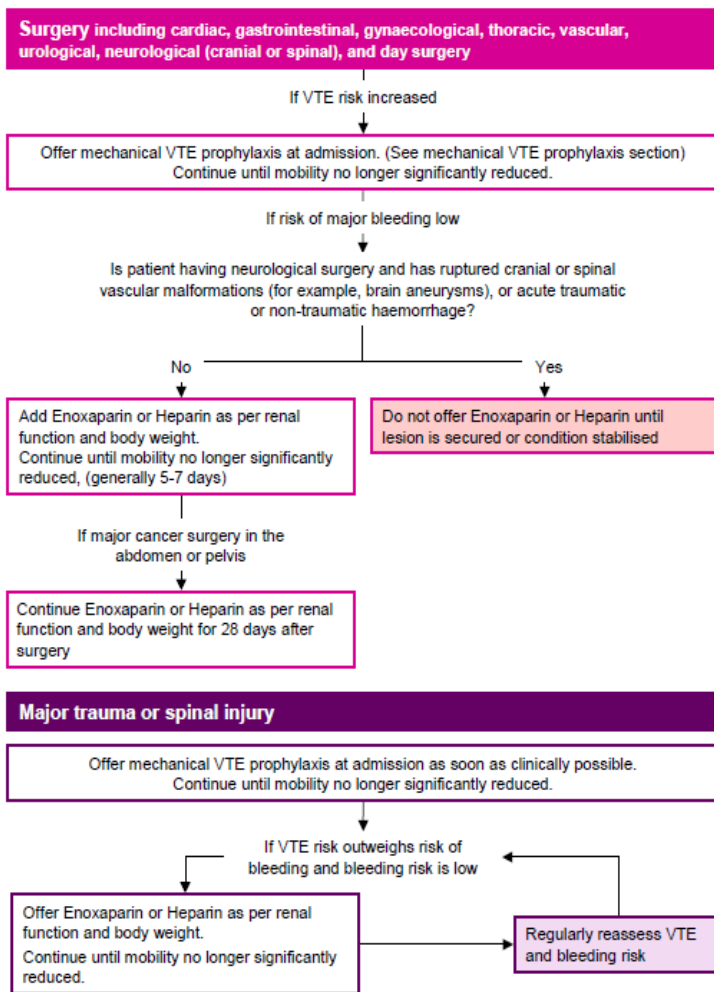 Surgery including cardiac, gastrointestinal, gynaecological, thoracic, vascular,
urological, neurological (cranial or spinal), and day surgery
If VTE risk increased
Offer mechanical VTE prophylaxis at admission. (See mechanical VTE prophylaxis section)
Continue until mobility no longer significantly reduced.
If risk of major bleeding low
Is patient having neurological surgery and has ruptured cranial or spinal
vascular malformations (for example, brain aneurysms), or acute traumatic
or non-traumatic haemorrhage?
No
Yes
Add Enoxaparin or Heparin as per renal
function and body weight.
Continue until mobility no longer significantly
reduced, (generally 5-7 days)
Do not offer Enoxaparin or Heparin until
lesion is secured or condition stabilised
If major cancer surgery in the
abdomen or pelvis
Continue Enoxaparin or Heparin as per renal
function and body weight for 28 days after
surgery
Major trauma or spinal injury
Offer mechanical VTE prophylaxis at admission as soon as clinically possible.
Continue until mobility no longer significantly reduced.
If VTE risk outweighs risk of
bleeding and bleeding risk is low
Offer Enoxaparin or Heparin as per renal
function and body weight.
Continue until mobility no longer significantly
reduced.
Regularly reassess VTE
and bleeding risk